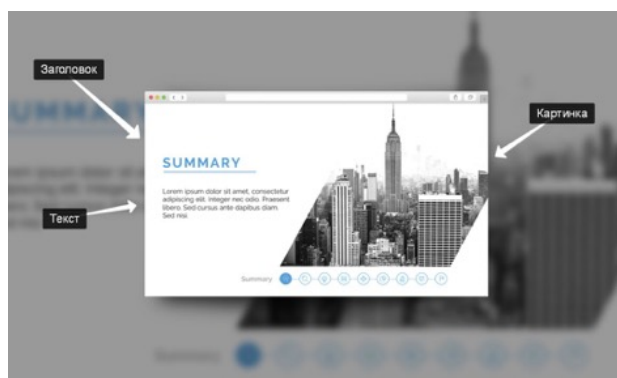 Заголовок
Картинка
SUMMARY
Lorem ipsum dolor sit amet, consectetur
adipiscing elit. Integer nec odio. Praesent
libero. Sed cursus ante dapibus diam.
Sed nisi.
Текст
Summary